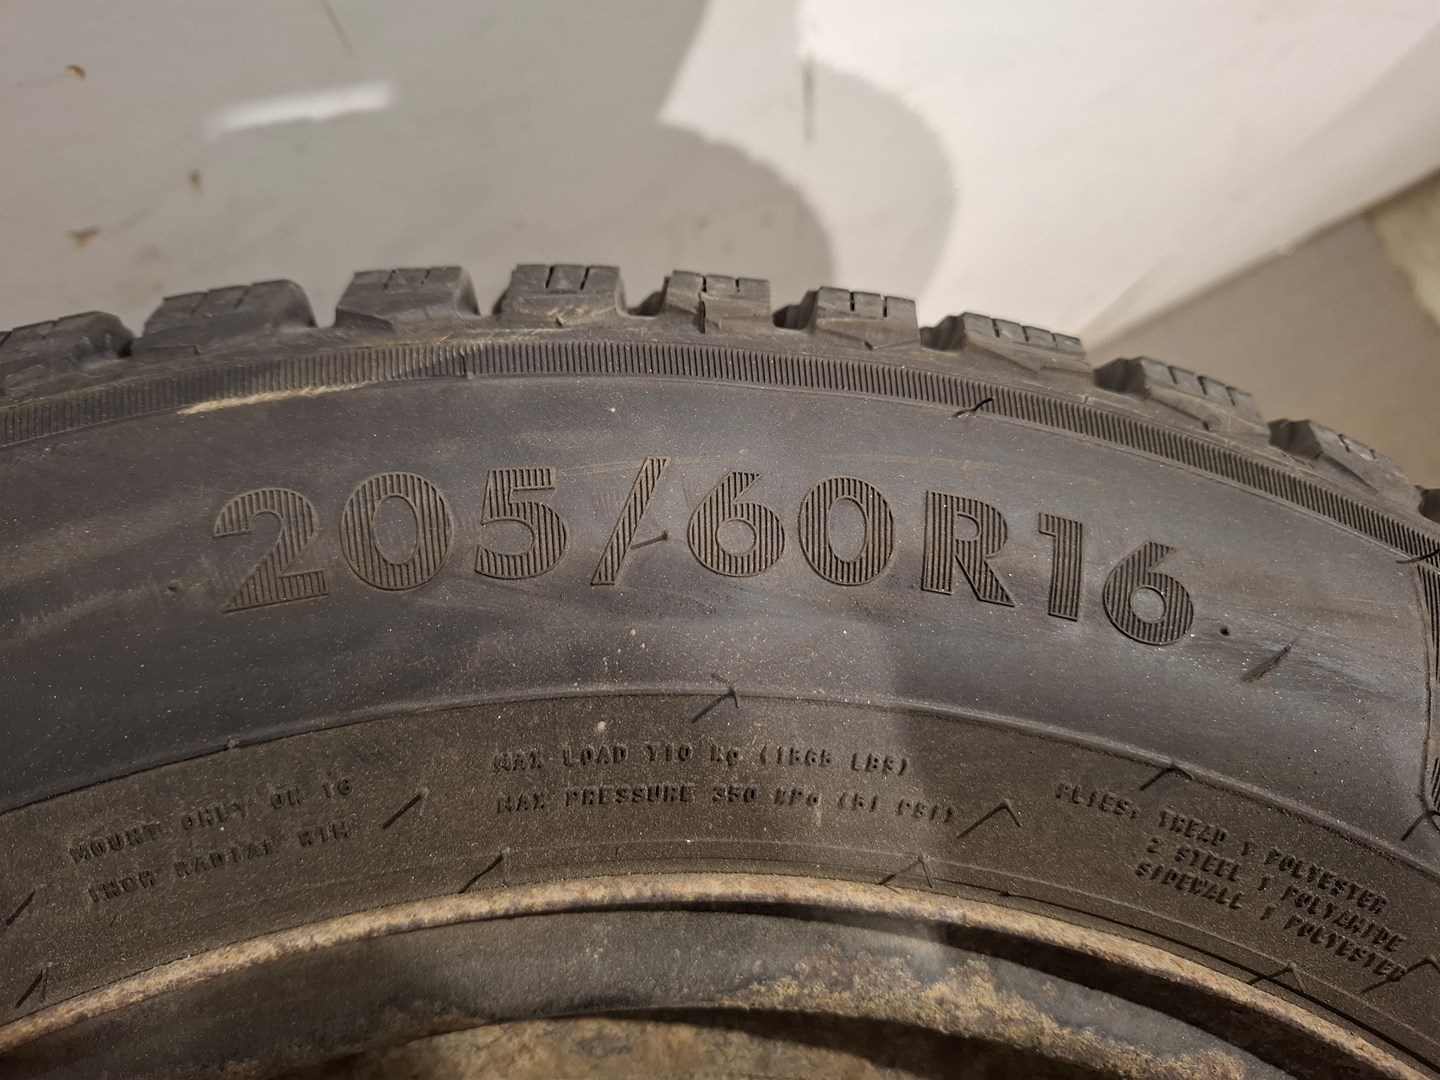 205/60R16
MOUNT ONLY ON 16
INCH RADIAL RIM
MAX LOAD 710 Kg (1565 LBS)
MAX PRESSURE 350 KPa (51 PSI)
PLIES: TREAD 1 POLYESTER
2 STEEL 1 POLYAMIDE
SIDEWALL 1 POLYESTER